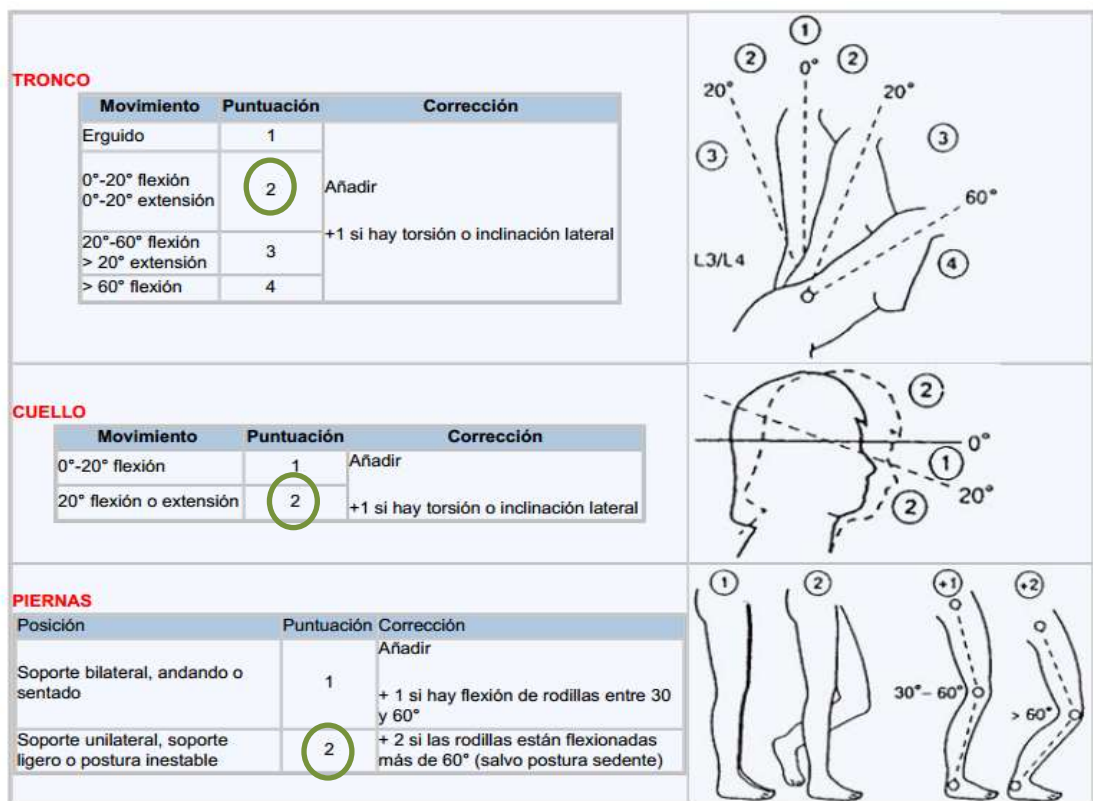 TRONCO
Movimiento Puntuación Corrección
Erguido 1
0°-20° flexión
0°-20° extensión
2
Añadir
+1 si hay torsión o inclinación lateral
20°-60° flexión
> 20° extensión
3
> 60° flexión 4
1
2 0° 2
20° 20°
3 3
60°
L3/L4
4
CUELLO
Movimiento Puntuación Corrección
0°-20° flexión 1
Añadir
20° flexión o extensión 2
+1 si hay torsión o inclinación lateral
2
0°
1
20°
2
PIERNAS
Posición Puntuación Corrección
Soporte bilateral, andando o
sentado
1
Añadir
+ 1 si hay flexión de rodillas entre 30
y 60°
Soporte unilateral, soporte
ligero o postura inestable
2
+ 2 si las rodillas están flexionadas
más de 60° (salvo postura sedente)
1 2 +1 +2
30°– 60°
> 60°